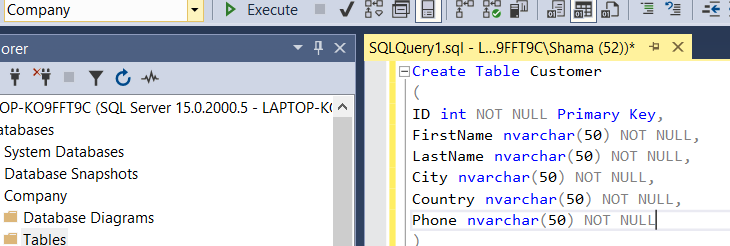 Company
Execute
orer
SQLQuery1.sql - L...9FFT9C\Shama (52))*
OP-KO9FFT9C (SQL Server 15.0.2000.5 - LAPTOP-KO
atabases
System Databases
Database Snapshots
Company
Database Diagrams
Tables
Create Table Customer
(
ID int NOT NULL Primary Key,
FirstName nvarchar(50) NOT NULL,
LastName nvarchar(50) NOT NULL,
City nvarchar(50) NOT NULL,
Country nvarchar(50) NOT NULL,
Phone nvarchar(50) NOT NULL
)